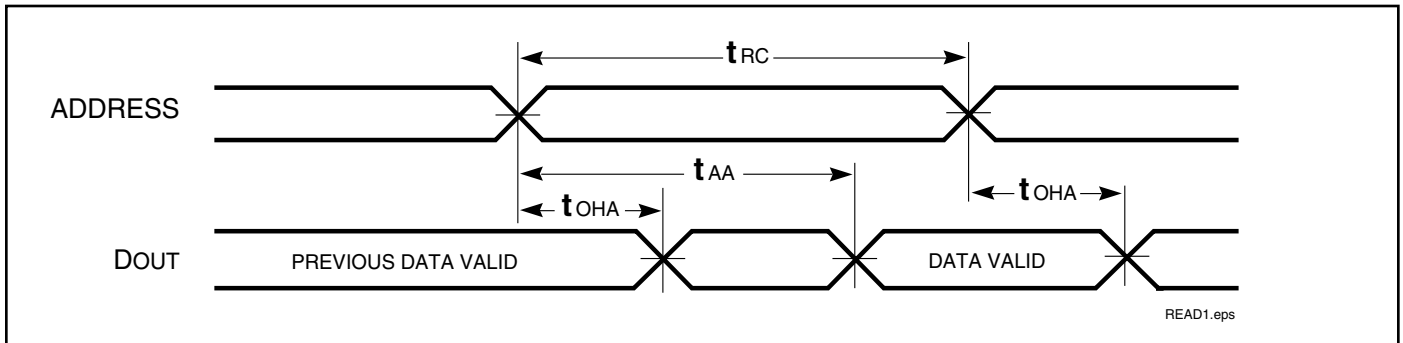 tRC
ADDRESS
tAA
tOHA
tOHA
DOUT
PREVIOUS DATA VALID
DATA VALID
READ1.eps